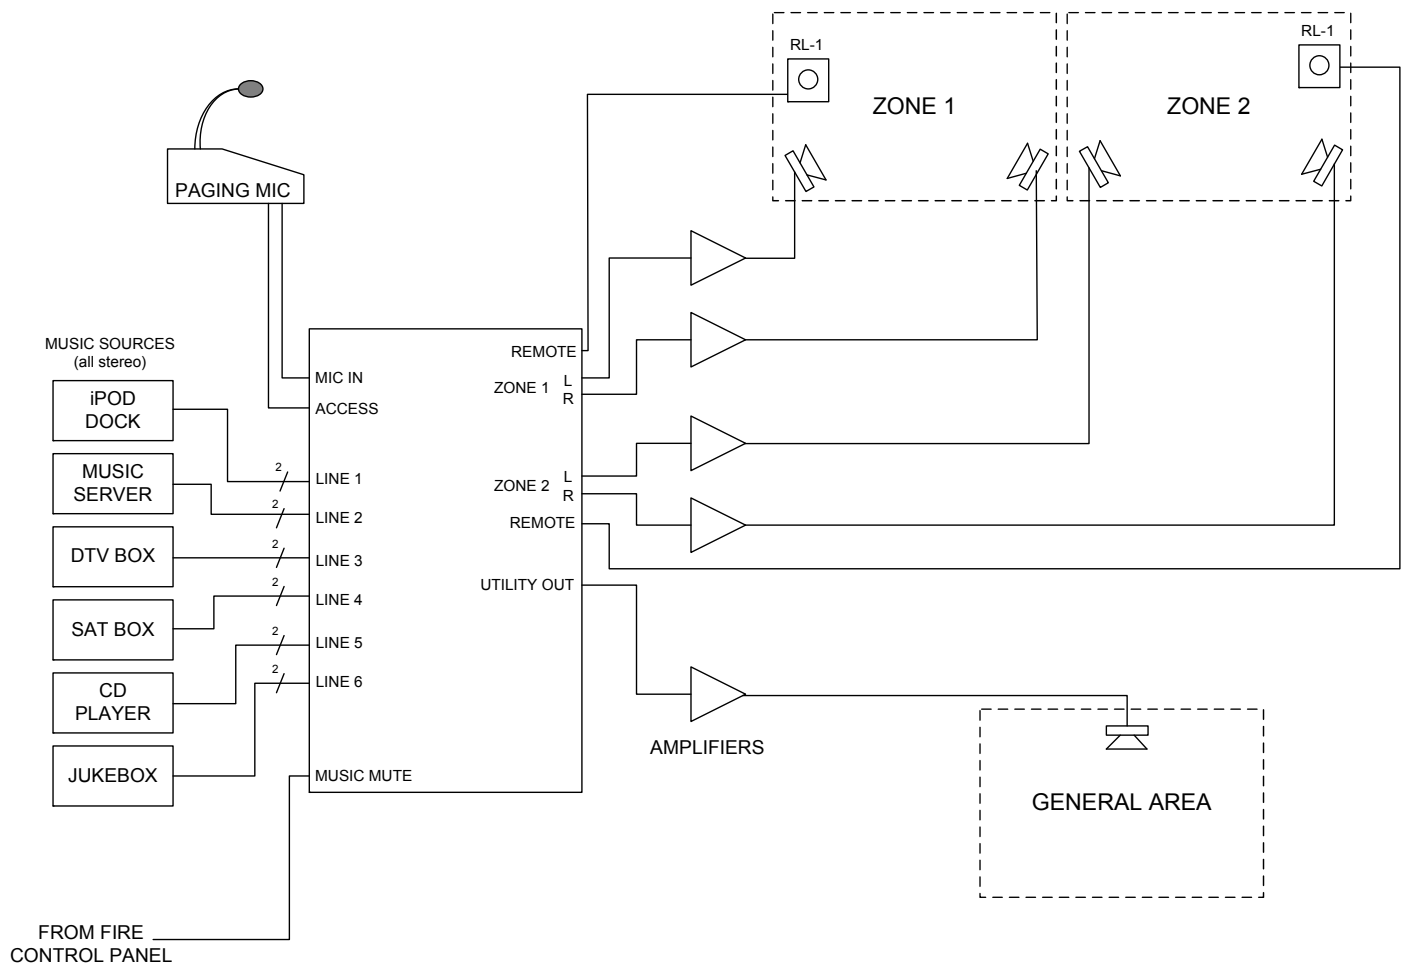 RL-1
RL-1
ZONE 1
ZONE 2
PAGING MIC
MUSIC SOURCES
(all stereo)
iPOD
DOCK
MUSIC
SERVER
DTV BOX
SAT BOX
CD
PLAYER
JUKEBOX
2
2
2
2
2
2
MIC IN
ACCESS
LINE 1
LINE 2
LINE 3
LINE 4
LINE 5
LINE 6
MUSIC MUTE
REMOTE
ZONE 1
L
R
ZONE 2
L
R
REMOTE
UTILITY OUT
AMPLIFIERS
GENERAL AREA
FROM FIRE
CONTROL PANEL